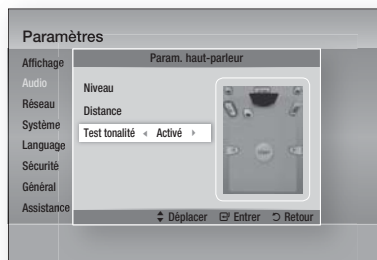 Paramètres
Affichage
Audio
Réseau
Système
Language
Sécurité
Général
Assistance
Param. haut-parleur
Niveau
Distance
Test tonalité ◄ Activé ►
Déplacer Entrer Retour